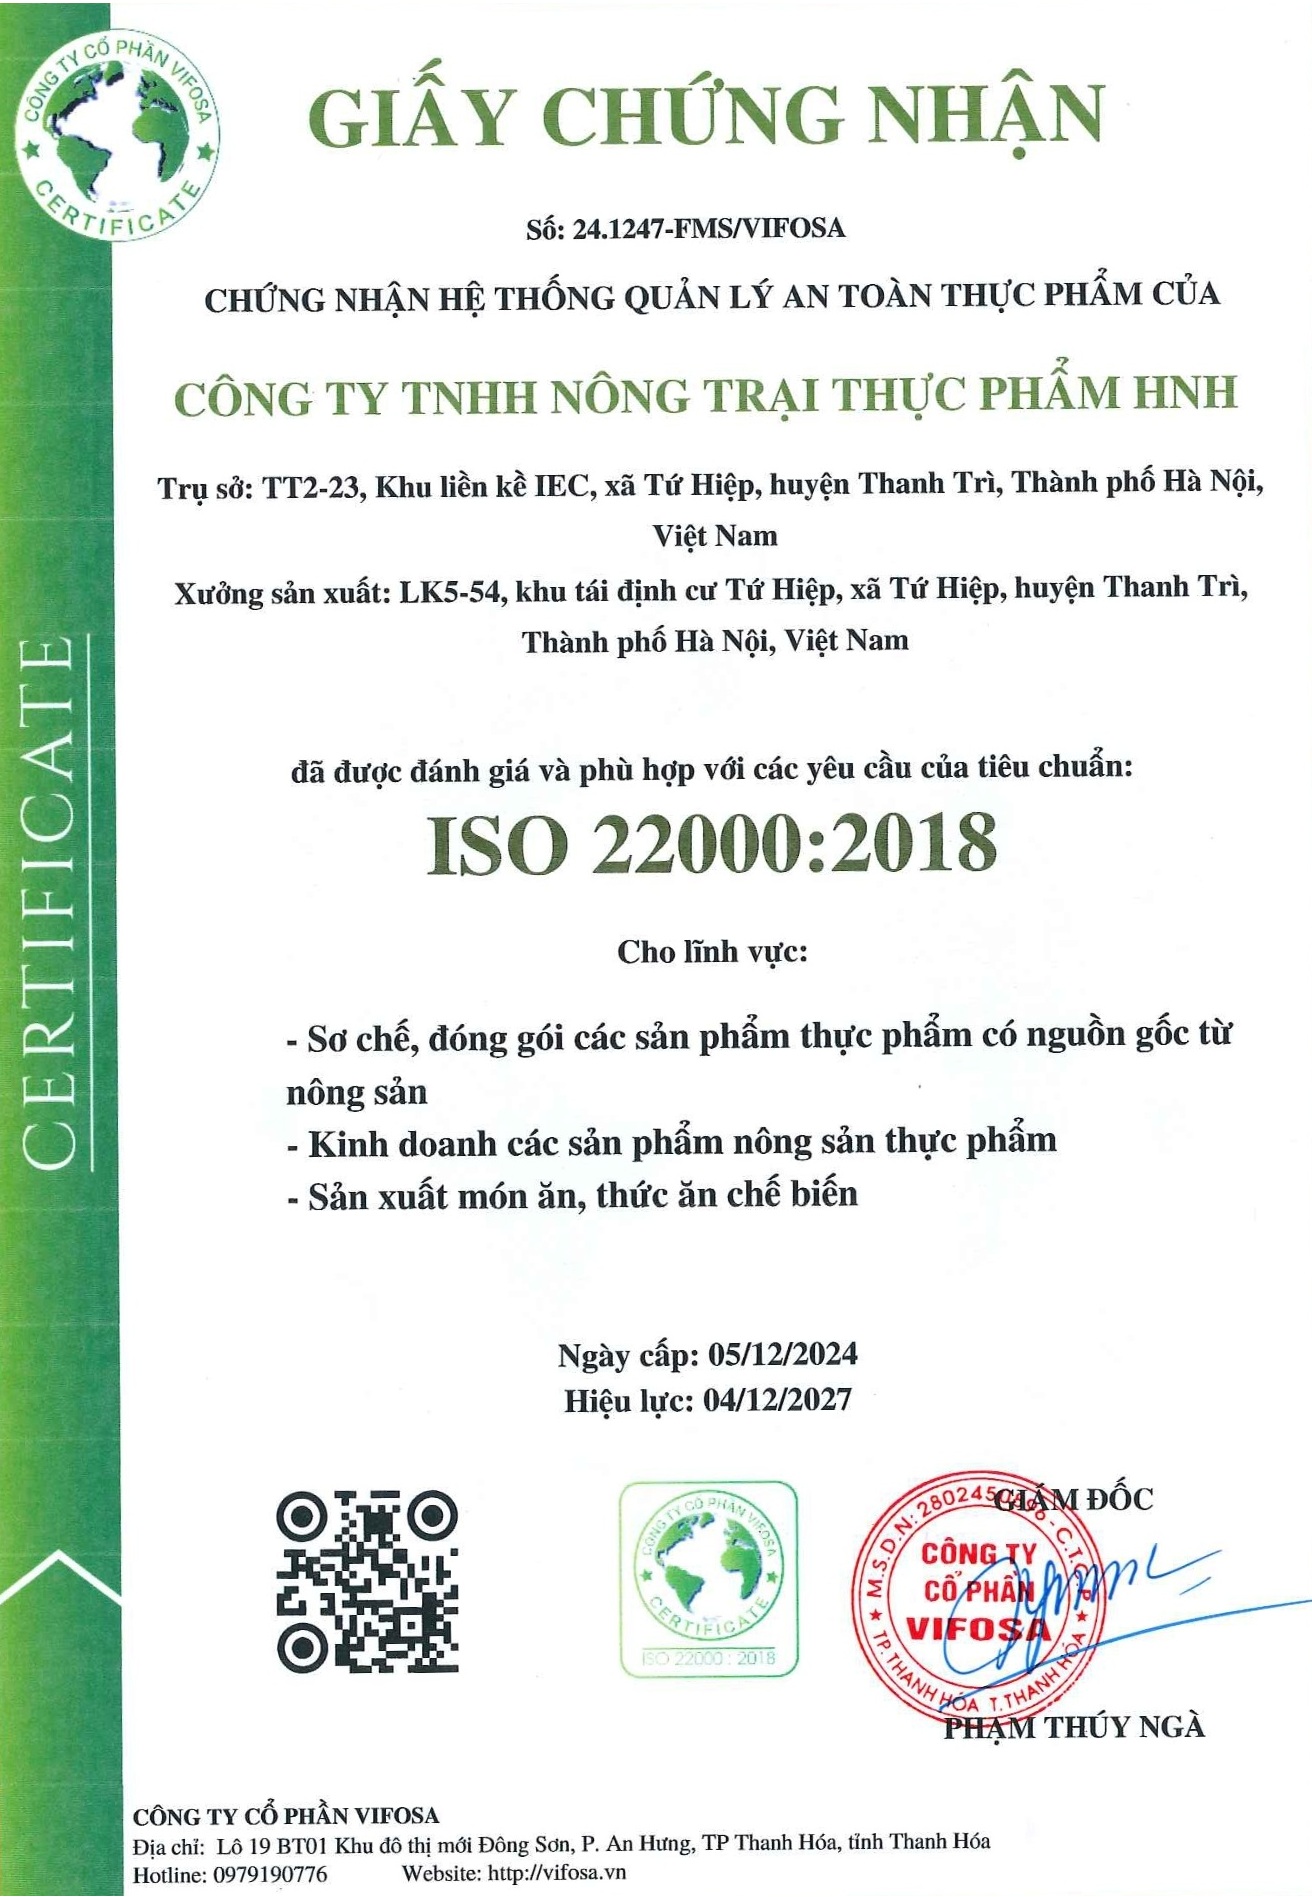 CÔNG TY CỔ PHẦN VIFOSA
CERTIFICATE
GIẤY CHỨNG NHẬN
Số: 24.1247-FMS/VIFOSA
CHỨNG NHẬN HỆ THỐNG QUẢN LÝ AN TOÀN THỰC PHẨM CỦA
CÔNG TY TNHH NÔNG TRẠI THỰC PHẨM HNH
Trụ sở: TT2-23, Khu liền kề IEC, xã Tứ Hiệp, huyện Thanh Trì, Thành phố Hà Nội,
Việt Nam
Xưởng sản xuất: LK5-54, khu tái định cư Tứ Hiệp, xã Tứ Hiệp, huyện Thanh Trì,
Thành phố Hà Nội, Việt Nam
CERTIFICATE
đã được đánh giá và phù hợp với các yêu cầu của tiêu chuẩn:
ISO 22000:2018
Cho lĩnh vực:
- Sơ chế, đóng gói các sản phẩm thực phẩm có nguồn gốc từ
nông sản
- Kinh doanh các sản phẩm nông sản thực phẩm
- Sản xuất món ăn, thức ăn chế biến
Ngày cấp: 05/12/2024
Hiệu lực: 04/12/2027
CÔNG TY CỔ PHẦN VIFOSA
CERTIFICATE
ISO 22000 : 2018
GIÁM ĐỐC
M.S.D.N: 2802450896 - C.T.C.P
CÔNG TY
CỔ PHẦN
VIFOSA
TP. THANH HÓA T. THANH HÓA
PHẠM THÚY NGÀ
CÔNG TY CỔ PHẦN VIFOSA
Địa chỉ: Lô 19 BT01 Khu đô thị mới Đông Sơn, P. An Hưng, TP Thanh Hóa, tỉnh Thanh Hóa
Hotline: 0979190776 Website: http://vifosa.vn